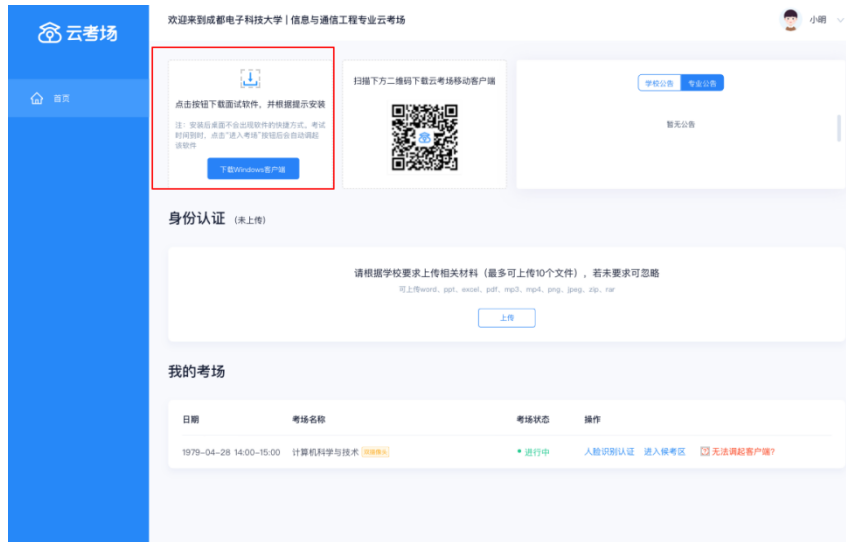 云考场
首页
欢迎来到成都电子科技大学 | 信息与通信工程专业云考场
小明
点击按钮下载面试软件，并根据提示安装
注：安装后桌面不会出现软件的快捷方式。考试
时间到时，点击“进入考场”按钮后会自动调起
该软件
下载Windows客户端
扫描下方二维码下载云考场移动客户端
学校公告
专业公告
暂无公告
身份认证 (未上传)
请根据学校要求上传相关材料（最多可上传10个文件），若未要求可忽略
可上传word、ppt、excel、pdf、mp3、mp4、png、jpeg、zip、rar
上传
我的考场
日期 考场名称 考场状态 操作
1979-04-28 14:00-15:00 计算机科学与技术 进行中 人脸识别认证 进入候考区 无法调起客户端?